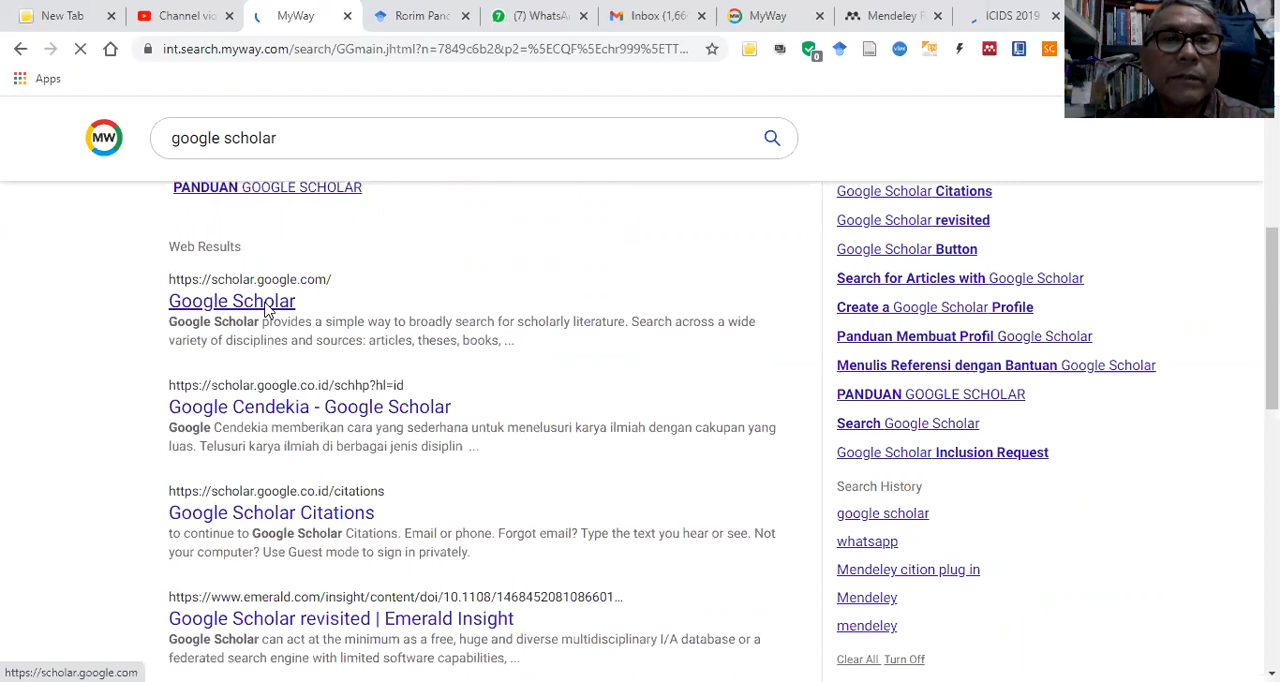 New Tab
Channel vi
MyWay
Rorim Pan
(7) WhatsA
Inbox (1,66
MyWay
Mendeley R
ICIDS 2019
int.search.myway.com/search/GGmain.jhtml?n=7849c6b2&p2=%5ECQF%5Echr999%5ETT...
0
SC
Apps
MW
google scholar
PANDUAN GOOGLE SCHOLAR
Web Results
https://scholar.google.com/
Google Scholar
Google Scholar provides a simple way to broadly search for scholarly literature. Search across a wide
variety of disciplines and sources: articles, theses, books, ...
https://scholar.google.co.id/schhp?hl=id
Google Cendekia - Google Scholar
Google Cendekia memberikan cara yang sederhana untuk menelusuri karya ilmiah dengan cakupan yang
luas. Telusuri karya ilmiah di berbagai jenis disiplin ...
https://scholar.google.co.id/citations
Google Scholar Citations
to continue to Google Scholar Citations. Email or phone. Forgot email? Type the text you hear or see. Not
your computer? Use Guest mode to sign in privately.
https://www.emerald.com/insight/content/doi/10.1108/1468452081086601...
Google Scholar revisited | Emerald Insight
Google Scholar can act at the minimum as a free, huge and diverse multidisciplinary I/A database or a
federated search engine with limited software capabilities, ...
Google Scholar Citations
Google Scholar revisited
Google Scholar Button
Search for Articles with Google Scholar
Create a Google Scholar Profile
Panduan Membuat Profil Google Scholar
Menulis Referensi dengan Bantuan Google Scholar
PANDUAN GOOGLE SCHOLAR
Search Google Scholar
Google Scholar Inclusion Request
Search History
google scholar
whatsapp
Mendeley cition plug in
Mendeley
mendeley
Clear All Turn Off
https://scholar.google.com